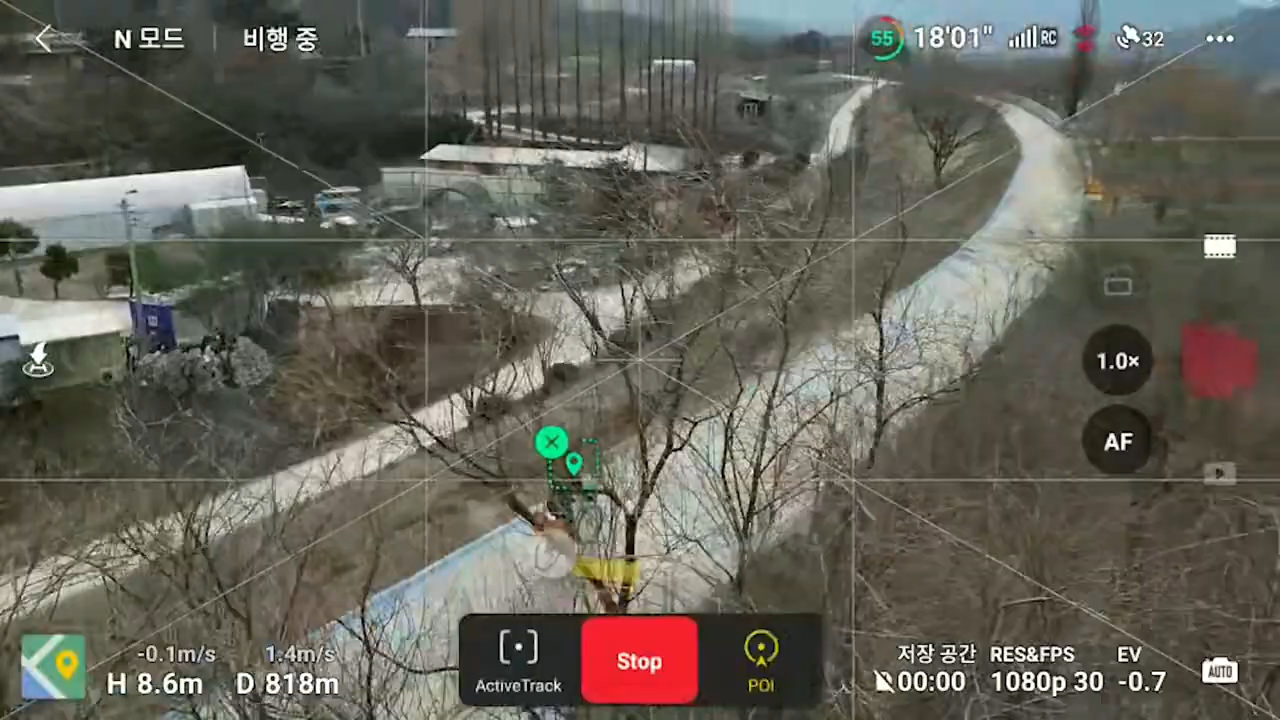 N 모드 비행 중
55 18'01" RC 32
1.0×
AF
-0.1m/s 1.4m/s
H 8.6m D 818m
ActiveTrack
Stop
POI
저장 공간 RES&FPS EV
00:00 1080p 30 -0.7
AUTO